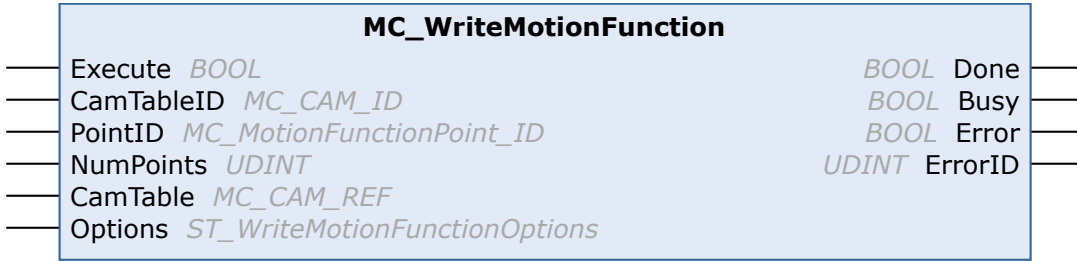 MC_WriteMotionFunction
Execute BOOL BOOL Done
CamTableID MC_CAM_ID BOOL Busy
PointID MC_MotionFunctionPoint_ID BOOL Error
NumPoints UDINT UDINT ErrorID
CamTable MC_CAM_REF
Options ST_WriteMotionFunctionOptions